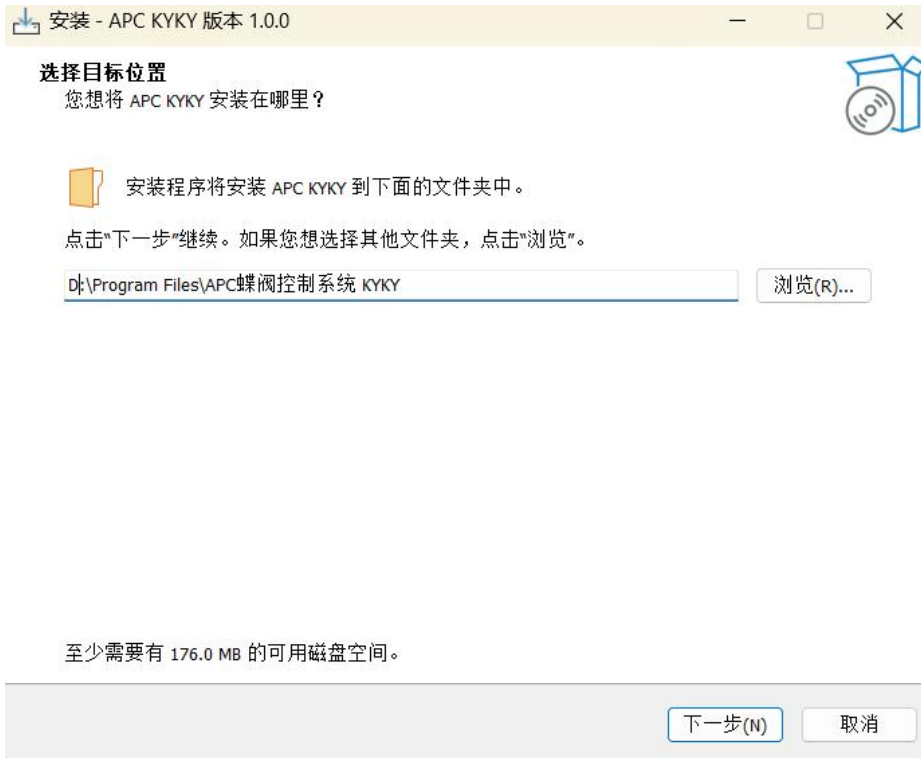 安装 - APC KYKY 版本 1.0.0
选择目标位置
您想将 APC KYKY 安装在哪里？
安装程序将安装 APC KYKY 到下面的文件夹中。
点击“下一步”继续。如果您想选择其他文件夹，点击“浏览”。
D:\Program Files\APC蝶阀控制系统 KYKY
浏览(R)...
至少需要有 176.0 MB 的可用磁盘空间。
下一步(N)
取消